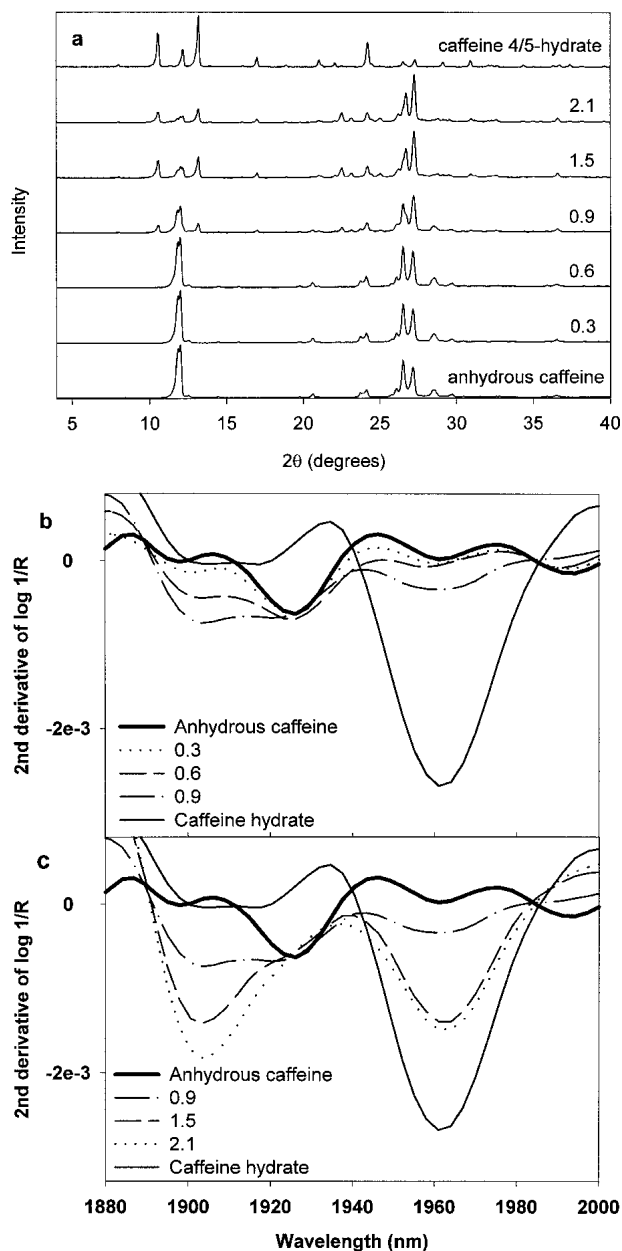 a
caffeine 4/5-hydrate
2.1
1.5
0.9
0.6
0.3
anhydrous caffeine
Intensity
5 10 15 20 25 30 35 40
2θ (degrees)
b
0
-2e-3
2nd derivative of log 1/R
Anhydrous caffeine
0.3
0.6
0.9
Caffeine hydrate
c
0
-2e-3
2nd derivative of log 1/R
Anhydrous caffeine
0.9
1.5
2.1
Caffeine hydrate
1880 1900 1920 1940 1960 1980 2000
Wavelength (nm)